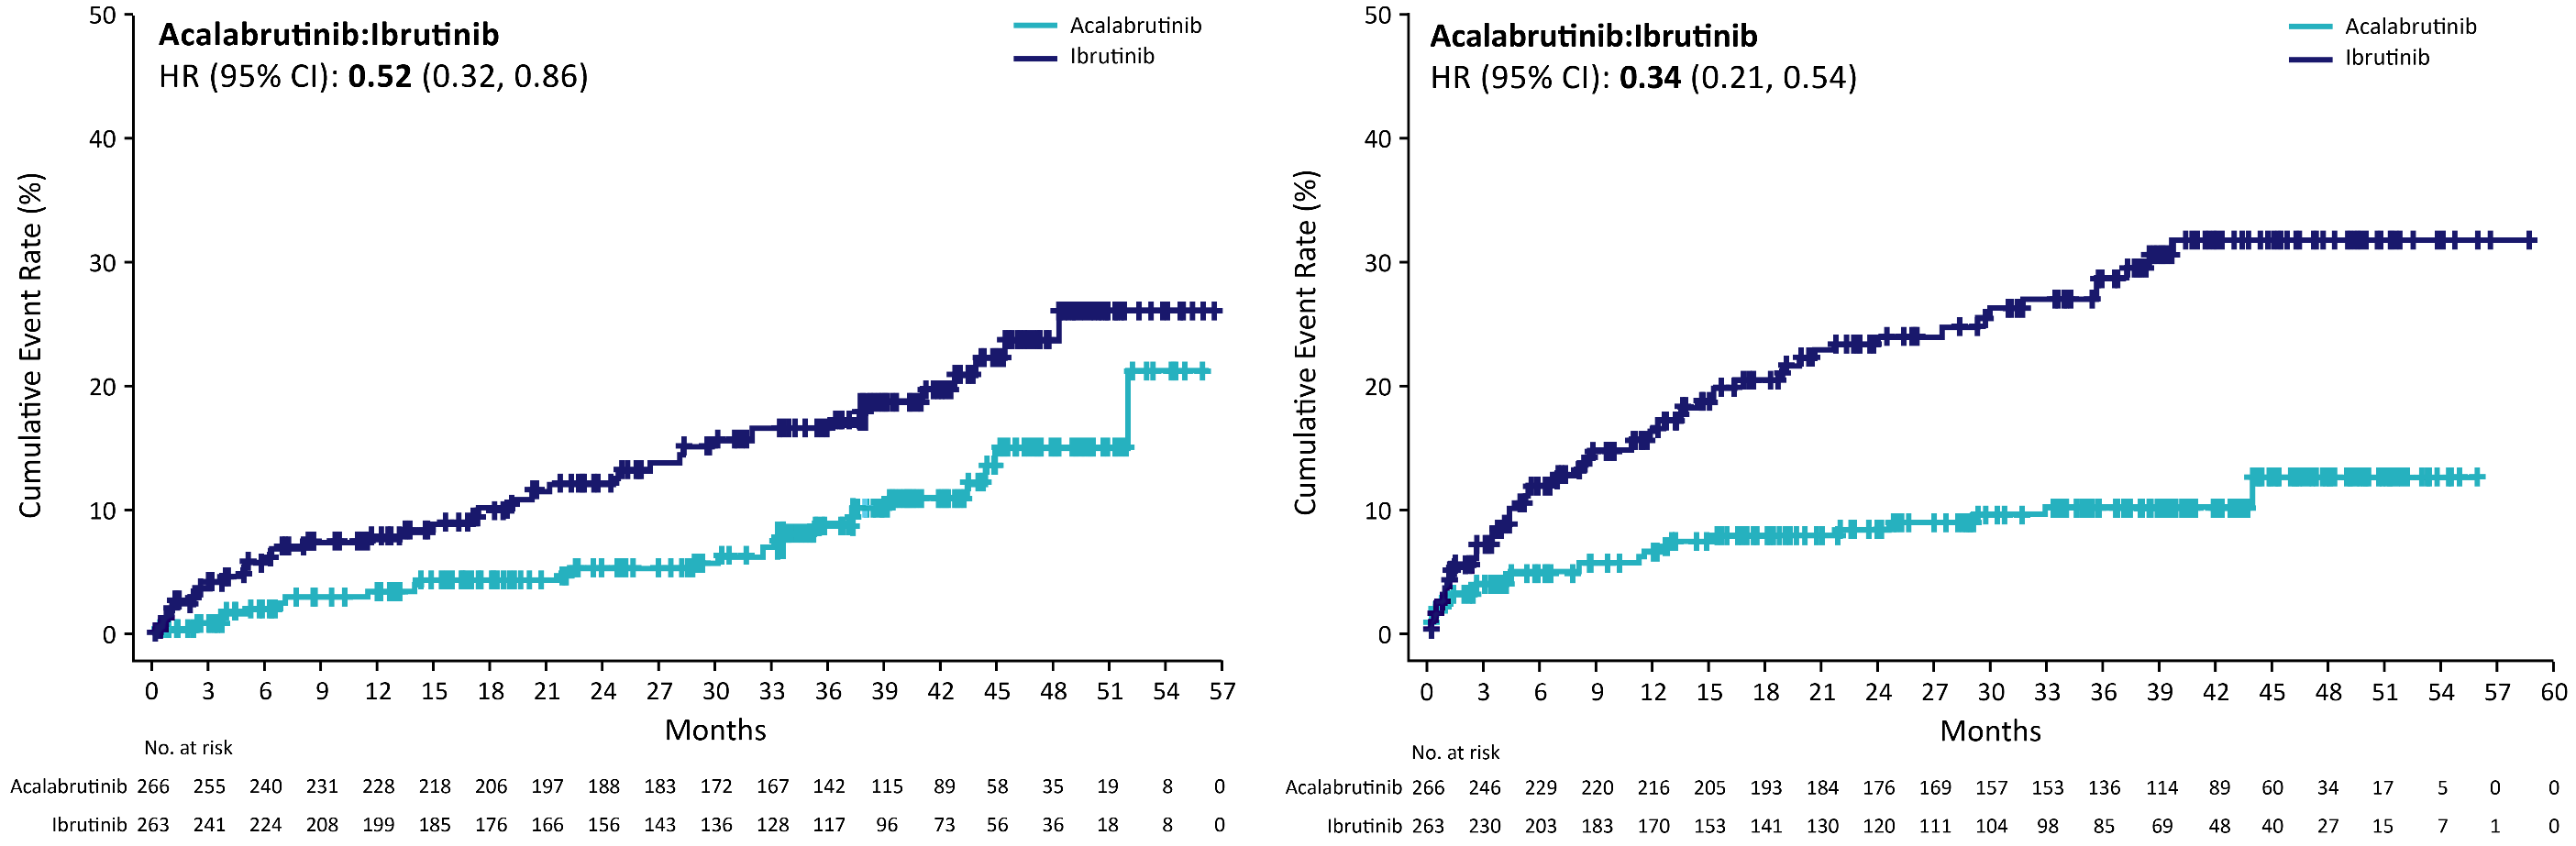 Acalabrutinib:Ibrutinib
HR (95% CI): 0.52 (0.32, 0.86)
Acalabrutinib
Ibrutinib
Cumulative Event Rate (%)
50
40
30
20
10
0
0 3 6 9 12 15 18 21 24 27 30 33 36 39 42 45 48 51 54 57
Months
No. at risk
Acalabrutinib 266 255 240 231 228 218 206 197 188 183 172 167 142 115 89 58 35 19 8 0
Ibrutinib 263 241 224 208 199 185 176 166 156 143 136 128 117 96 73 56 36 18 8 0
Acalabrutinib:Ibrutinib
HR (95% CI): 0.34 (0.21, 0.54)
Acalabrutinib
Ibrutinib
Cumulative Event Rate (%)
50
40
30
20
10
0
0 3 6 9 12 15 18 21 24 27 30 33 36 39 42 45 48 51 54 57 60
Months
No. at risk
Acalabrutinib 266 246 229 220 216 205 193 184 176 169 157 153 136 114 89 60 34 17 5 0 0
Ibrutinib 263 230 203 183 170 153 141 130 120 111 104 98 85 69 48 40 27 15 7 1 0